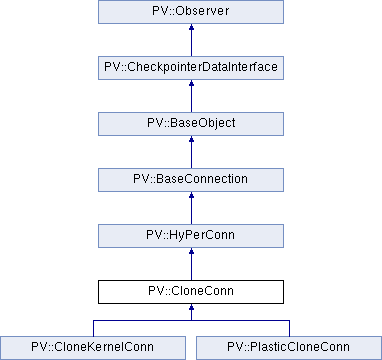 PV::Observer
PV::CheckpointerDataInterface
PV::BaseObject
PV::BaseConnection
PV::HyPerConn
PV::CloneConn
PV::CloneKernelConn PV::PlasticCloneConn